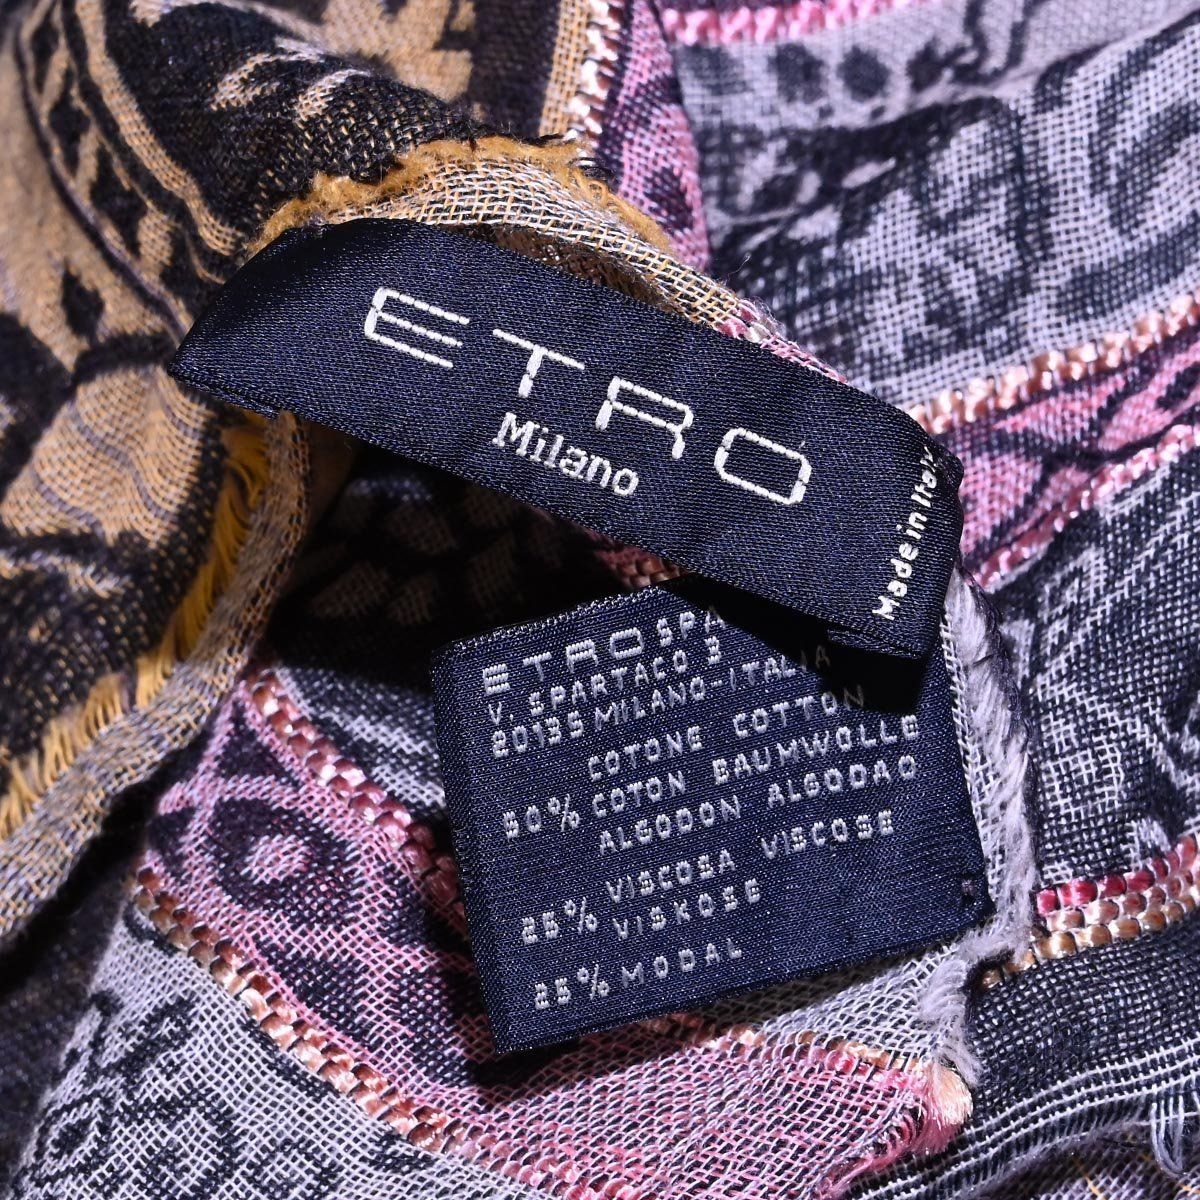 ETRO
Milano
Made in Italy
ETRO SPA
V. SPARTACO 3
20135 MILANO-ITALIA
COTONE COTTON
50% COTON BAUMWOLLE
ALGODON ALGODAO
VISCOSA VISCOSE
25% VISKOSE
25% MODAL